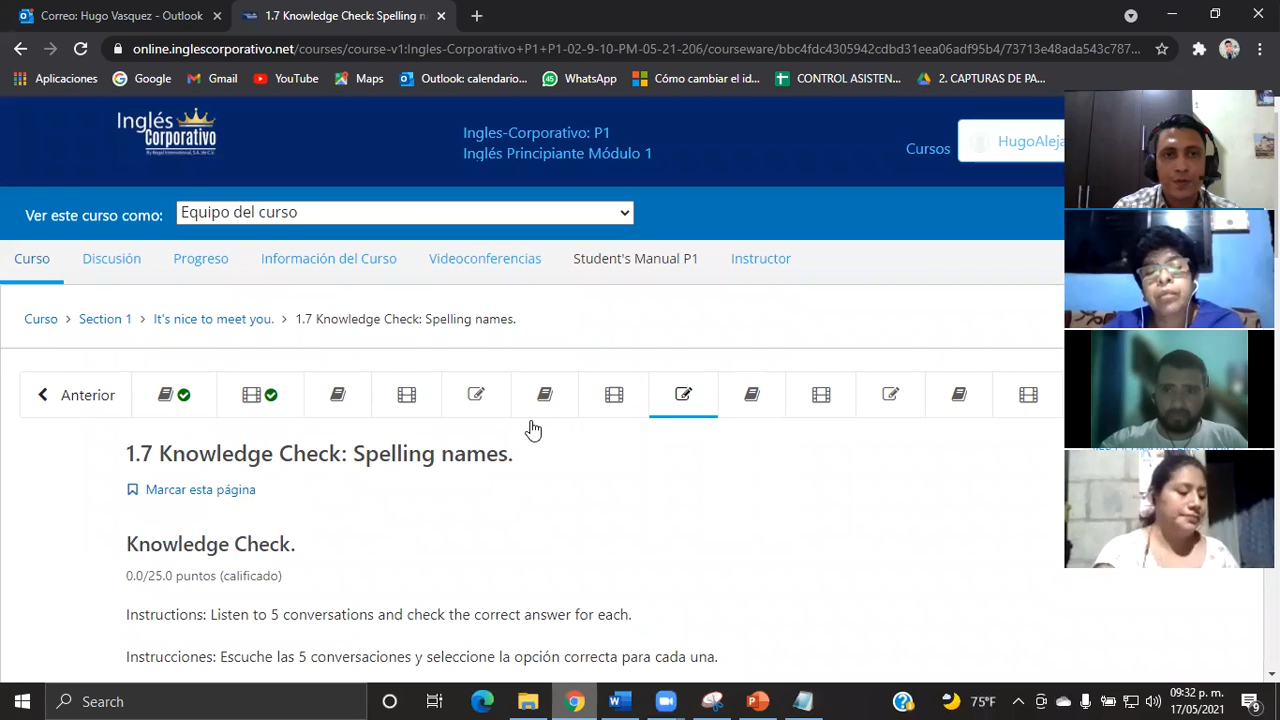 Correo: Hugo Vasquez - Outlook
1.7 Knowledge Check: Spelling n
online.inglescorporativo.net/courses/course-v1:Ingles-Corporativo+P1+P1-02-9-10-PM-05-21-206/courseware/bbc4fdc4305942cdbd31eea06adf95b4/73713e48ada543c787...
Aplicaciones
Google
Gmail
YouTube
Maps
Outlook: calendario...
WhatsApp
Cómo cambiar el id...
CONTROL ASISTEN...
2. CAPTURAS DE PA...
Inglés
Corporativo
Ingles-Corporativo: P1
Inglés Principiante Módulo 1
Cursos
HugoAleja
Ver este curso como:
Equipo del curso
Curso
Discusión
Progreso
Información del Curso
Videoconferencias
Student's Manual P1
Instructor
Curso > Section 1 > It's nice to meet you. > 1.7 Knowledge Check: Spelling names.
Anterior
1.7 Knowledge Check: Spelling names.
Marcar esta página
Knowledge Check.
0.0/25.0 puntos (calificado)
Instructions: Listen to 5 conversations and check the correct answer for each.
Instrucciones: Escuche las 5 conversaciones y seleccione la opción correcta para cada una.
Search
75°F
09:32 p. m.
17/05/2021
9